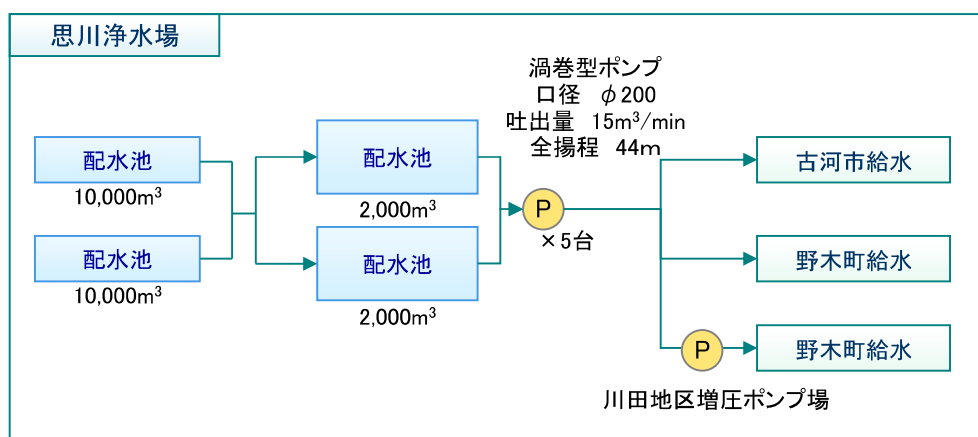 思川浄水場
渦巻型ポンプ
口径 φ200
吐出量 15m³/min
全揚程 44m
配水池
10,000m³
配水池
10,000m³
配水池
2,000m³
配水池
2,000m³
P
×5台
古河市給水
野木町給水
P
野木町給水
川田地区増圧ポンプ場